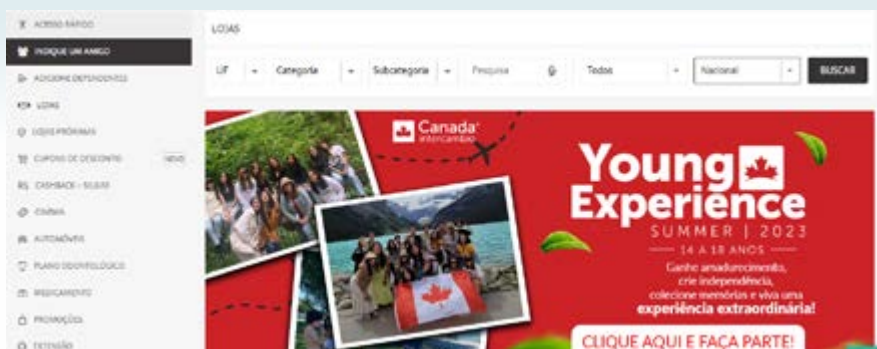 ACESSO RÁPIDO
INDIQUE UM AMIGO
ADICIONE DEPENDENTES
LOJAS
LOJAS PRÓXIMAS
CUPONS DE DESCONTO NOVO
CASHBACK -
CINEMA
AUTOMÓVEIS
PLANO ODONTOLÓGICO
MEDICAMENTO
PROMOÇÕES
LOJAS
UF Categoria Subcategoria Pesquisa Todos Nacional BUSCAR
Canada
intercambio
Young
Experience
SUMMER | 2023
14 A 18 ANOS
Ganhe amadurecimento,
crie independência,
colecione memórias e viva uma
experiência extraordinária!
CLIQUE AQUI E FAÇA PARTE!